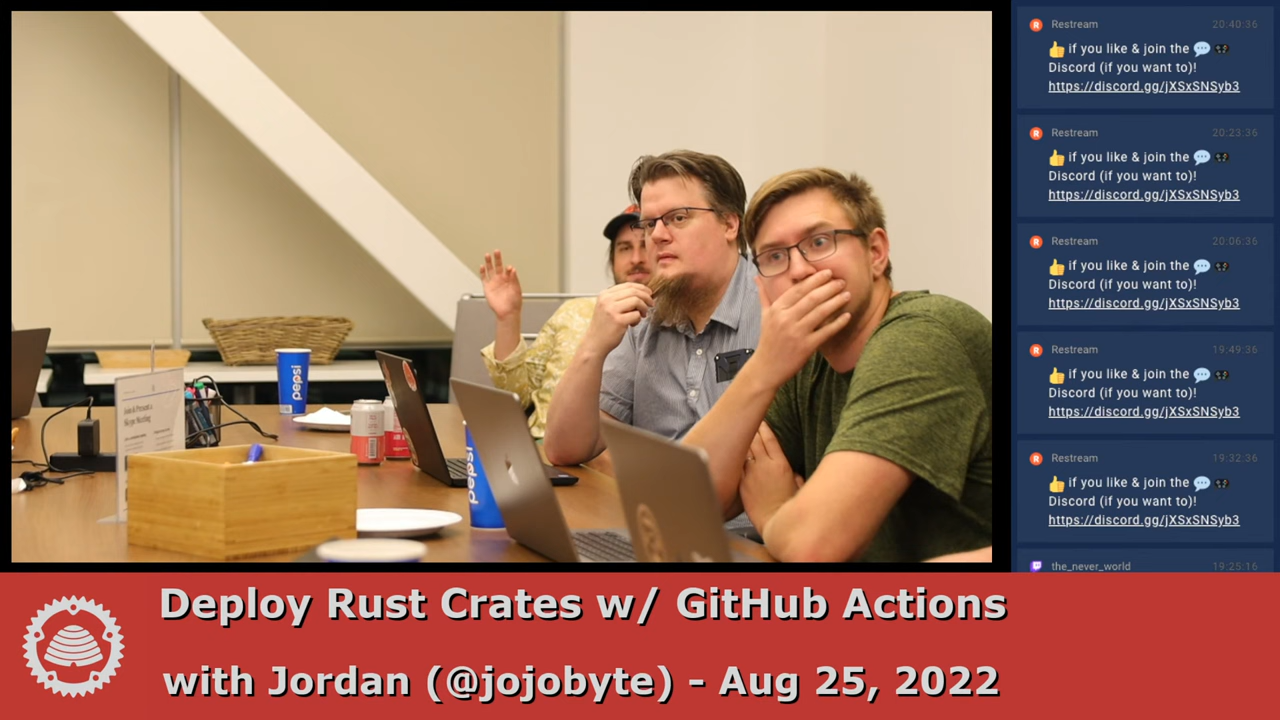 pepsi
pepsi
Join & Present a
Skype Meeting
Restream 20:40:36
👍 if you like & join the 💬
Discord (if you want to)!
https://discord.gg/jXSxSNSyb3
Restream 20:23:36
👍 if you like & join the 💬
Discord (if you want to)!
https://discord.gg/jXSxSNSyb3
Restream 20:06:36
👍 if you like & join the 💬
Discord (if you want to)!
https://discord.gg/jXSxSNSyb3
Restream 19:49:36
👍 if you like & join the 💬
Discord (if you want to)!
https://discord.gg/jXSxSNSyb3
Restream 19:32:36
👍 if you like & join the 💬
Discord (if you want to)!
https://discord.gg/jXSxSNSyb3
the_never_world 19:25:16
Deploy Rust Crates w/ GitHub Actions
with Jordan (@jojobyte) - Aug 25, 2022